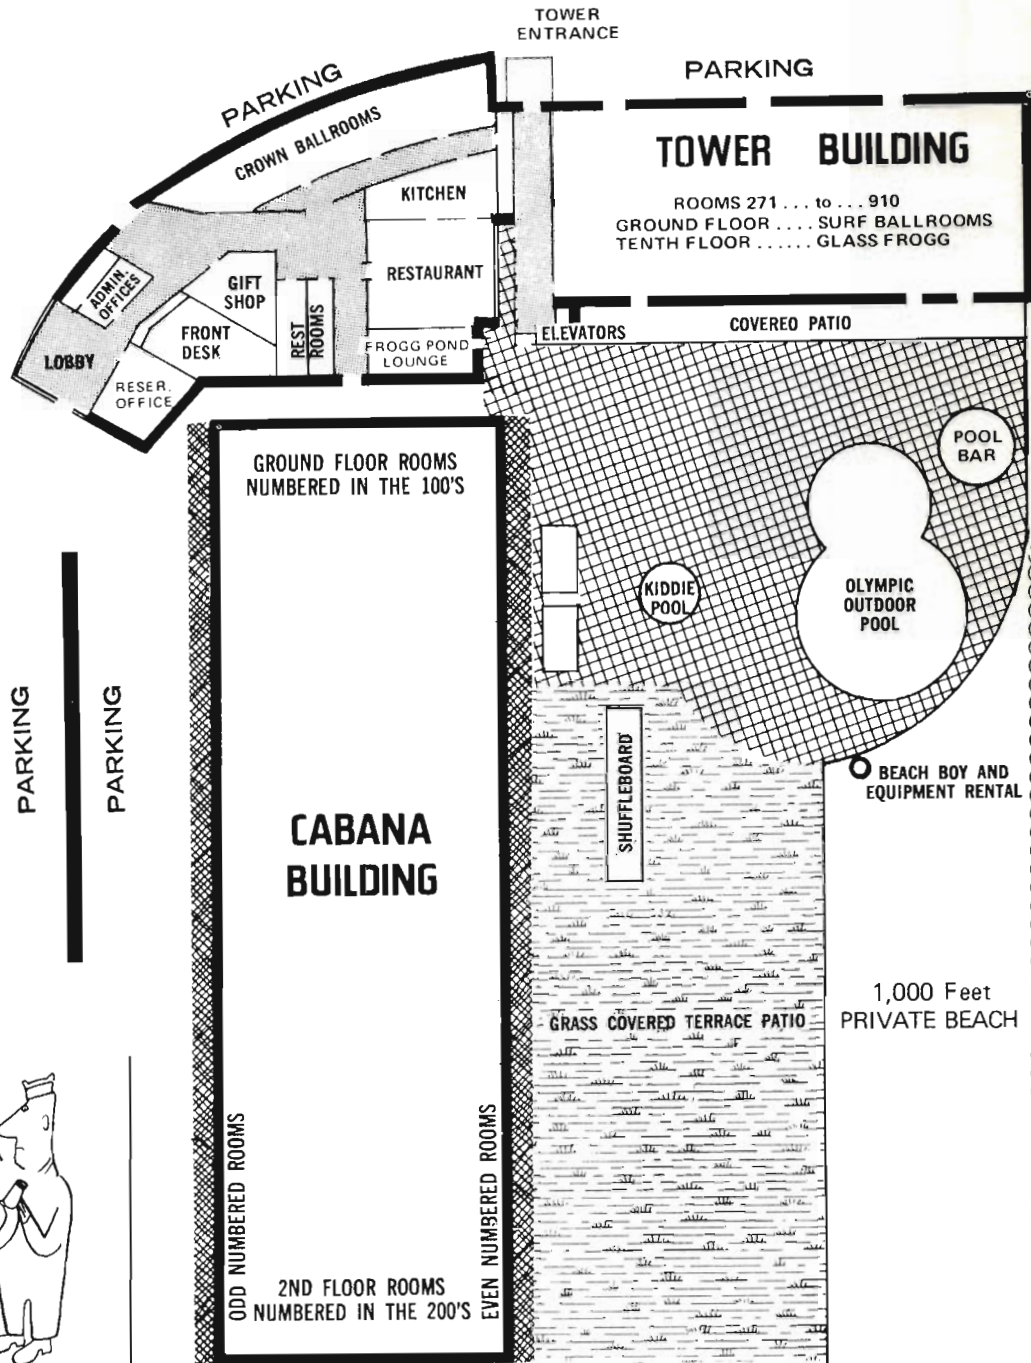 TOWER
ENTRANCE
PARKING
PARKING
CROWN BALLROOMS
TOWER BUILDING
ROOMS 271 . . . to . . . 910
GROUND FLOOR . . . . SURF BALLROOMS
TENTH FLOOR . . . . . . GLASS FROGG
KITCHEN
RESTAURANT
ADMIN.
OFFICES
GIFT
SHOP
FRONT
DESK
REST
ROOMS
LOBBY
RESER.
OFFICE
FROGG POND
LOUNGE
ELEVATORS
COVERED PATIO
POOL
BAR
GROUND FLOOR ROOMS
NUMBERED IN THE 100'S
KIDDIE
POOL
OLYMPIC
OUTDOOR
POOL
PARKING
PARKING
SHUFFLEBOARD
BEACH BOY AND
EQUIPMENT RENTAL
CABANA
BUILDING
1,000 Feet
PRIVATE BEACH
GRASS COVERED TERRACE PATIO
ODD NUMBERED ROOMS
EVEN NUMBERED ROOMS
2ND FLOOR ROOMS
NUMBERED IN THE 200'S